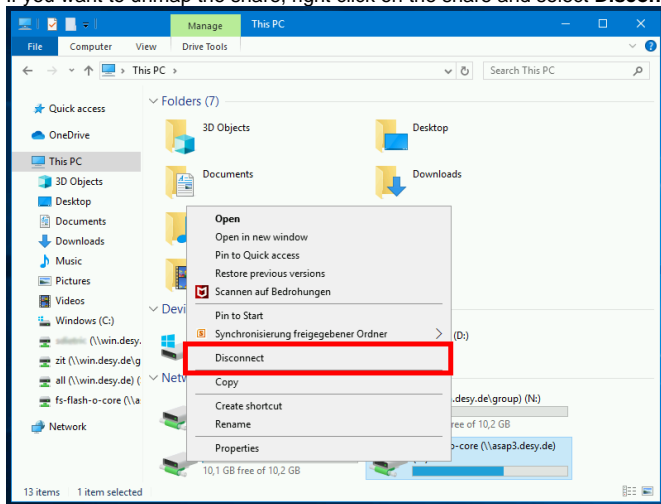 If you want to unmap the share, right click on the share and select Discon
Manage This PC
File Computer View Drive Tools
This PC
Search This PC
Quick access
OneDrive
This PC
3D Objects
Desktop
Documents
Downloads
Music
Pictures
Videos
Windows (C:)
(\\win.desy.
zit (\\win.desy.de\g
all (\\win.desy.de) (
fs-flash-o-core (\\a
Network
Folders (7)
3D Objects Desktop
Documents Downloads
Open
Open in new window
Pin to Quick access
Restore previous versions
Scannen auf Bedrohungen
Pin to Start
Synchronisierung freigegebener Ordner
Disconnect
Copy
Create shortcut
Rename
Properties
Devi
(D:)
Netw
.desy.de\group) (N:)
ree of 10,2 GB
o-core (\\asap3.desy.de)
10,1 GB free of 10,2 GB
13 items 1 item selected